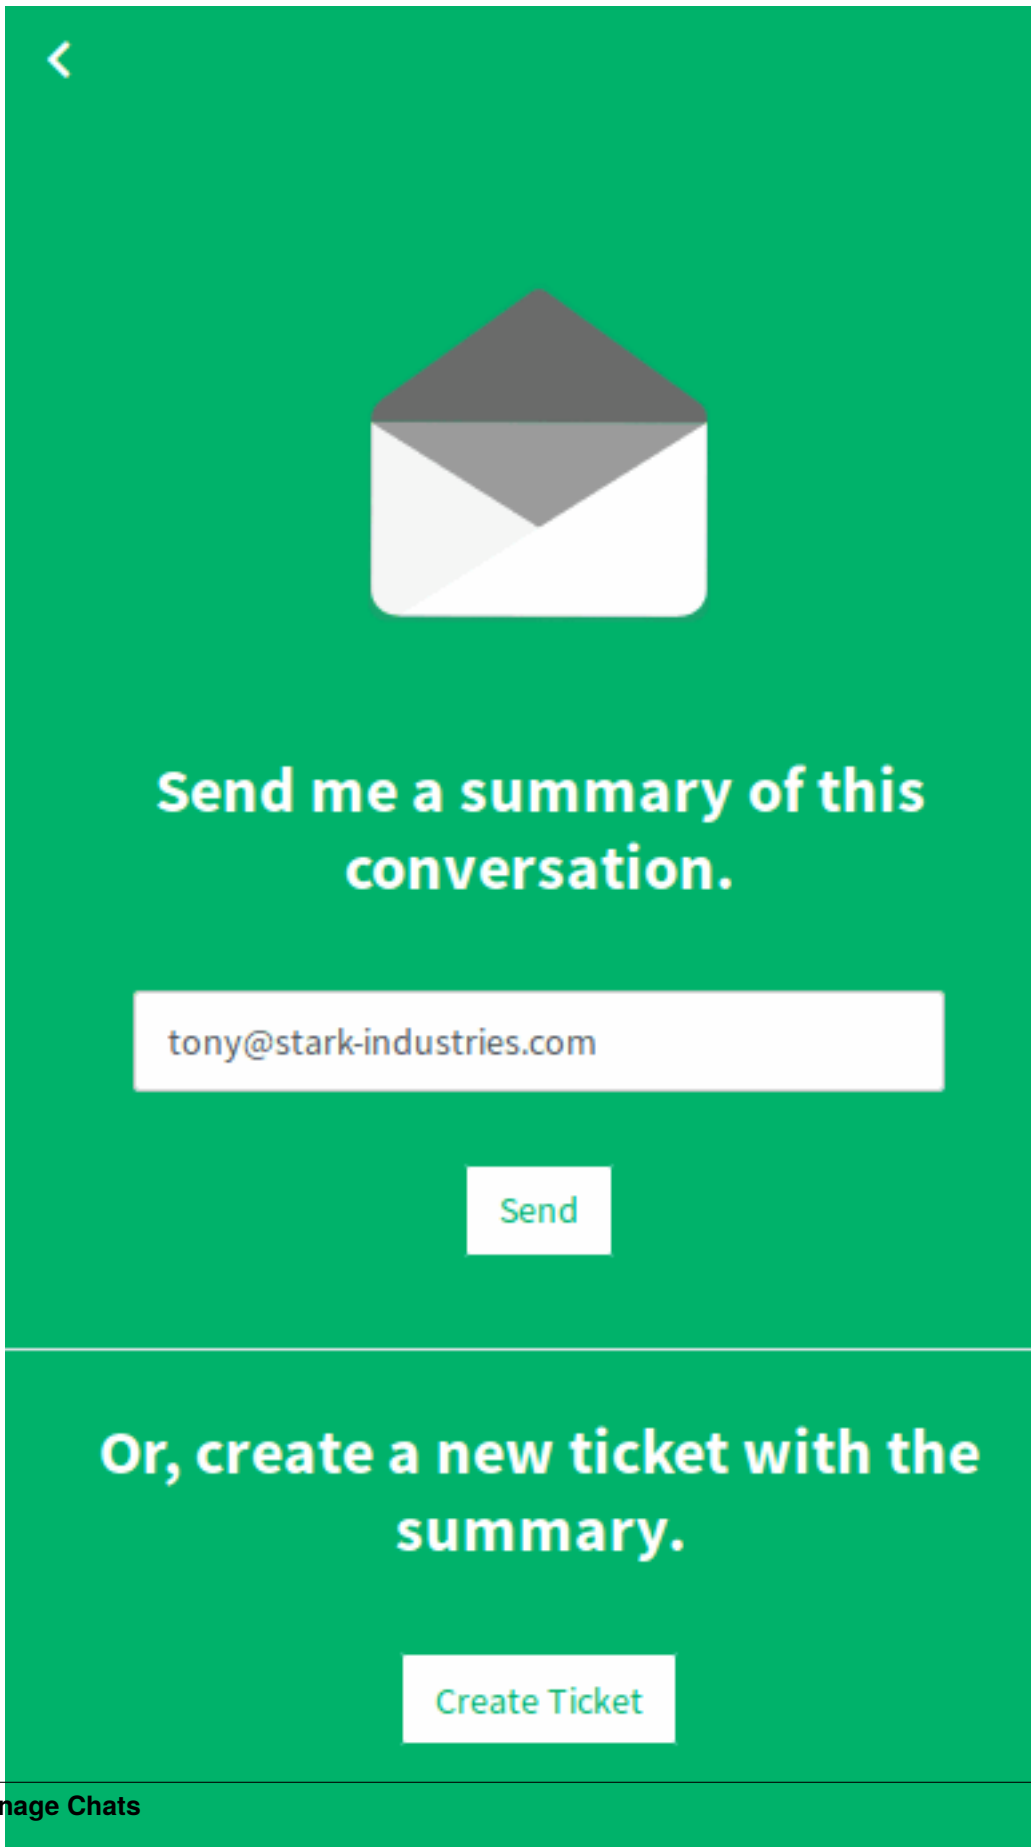 Send me a summary of this
conversation.
tony@stark-industries.com
Send
Or, create a new ticket with the
summary.
Create Ticket
nage Chats